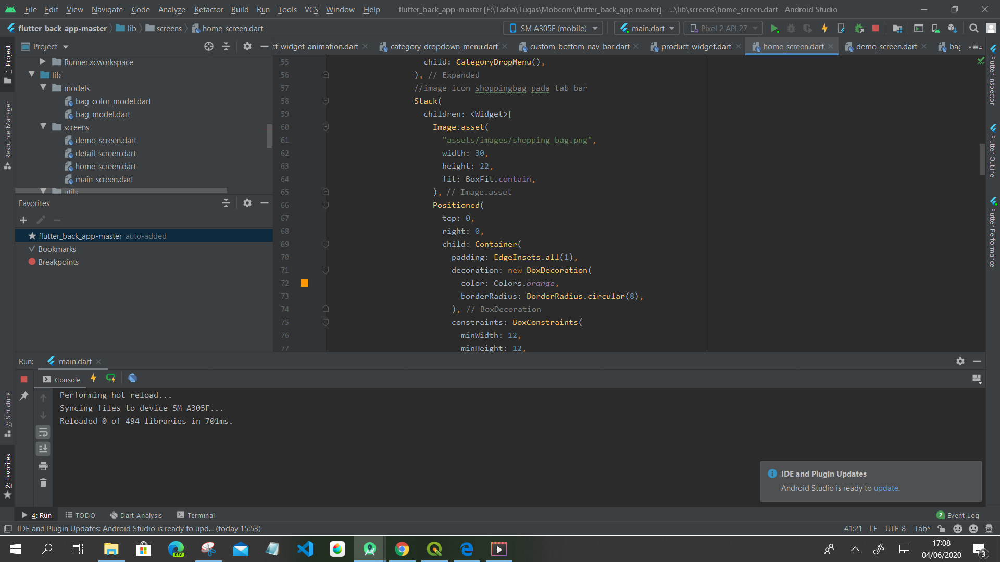 File Edit View Navigate Code Analyze Refactor Build Run Tools VCS Window Help flutter_back_app-master [E:\Tasha\Tugas\Mobcom\flutter_back_app-master] - ...\lib\screens\home_screen.dart - Android Studio
flutter_back_app-master lib screens home_screen.dart SM A305F (mobile) main.dart Pixel 2 API 27
Project ct_widget_animation.dart category_dropdown_menu.dart custom_bottom_nav_bar.dart product_widget.dart home_screen.dart demo_screen.dart bag 4
1: Project
Resource Manager
7: Structure
2: Favorites
Runner.xcworkspace
lib
models
bag_color_model.dart
bag_model.dart
screens
demo_screen.dart
detail_screen.dart
home_screen.dart
main_screen.dart
utils
Favorites
flutter_back_app-master auto-added
Bookmarks
Breakpoints
55 child: CategoryDropMenu(),
56 ), // Expanded
57 //image icon shoppingbag pada tab bar
58 Stack(
59 children: <Widget>[
60 Image.asset(
61 "assets/images/shopping_bag.png",
62 width: 30,
63 height: 22,
64 fit: BoxFit.contain,
65 ), // Image.asset
66 Positioned(
67 top: 0,
68 right: 0,
69 child: Container(
70 padding: EdgeInsets.all(1),
71 decoration: new BoxDecoration(
72 color: Colors.orange,
73 borderRadius: BorderRadius.circular(8),
74 ), // BoxDecoration
75 constraints: BoxConstraints(
76 minWidth: 12,
77 minHeight: 12,
Flutter Inspector
Flutter Outline
Flutter Performance
Run: main.dart
Console
Performing hot reload...
Syncing files to device SM A305F...
Reloaded 0 of 494 libraries in 701ms.
IDE and Plugin Updates
Android Studio is ready to update.
4: Run TODO Dart Analysis Terminal 2 Event Log
IDE and Plugin Updates: Android Studio is ready to upd... (today 15:53) 41:21 LF UTF-8 Tab*
DEV
17:08
04/06/2020
3